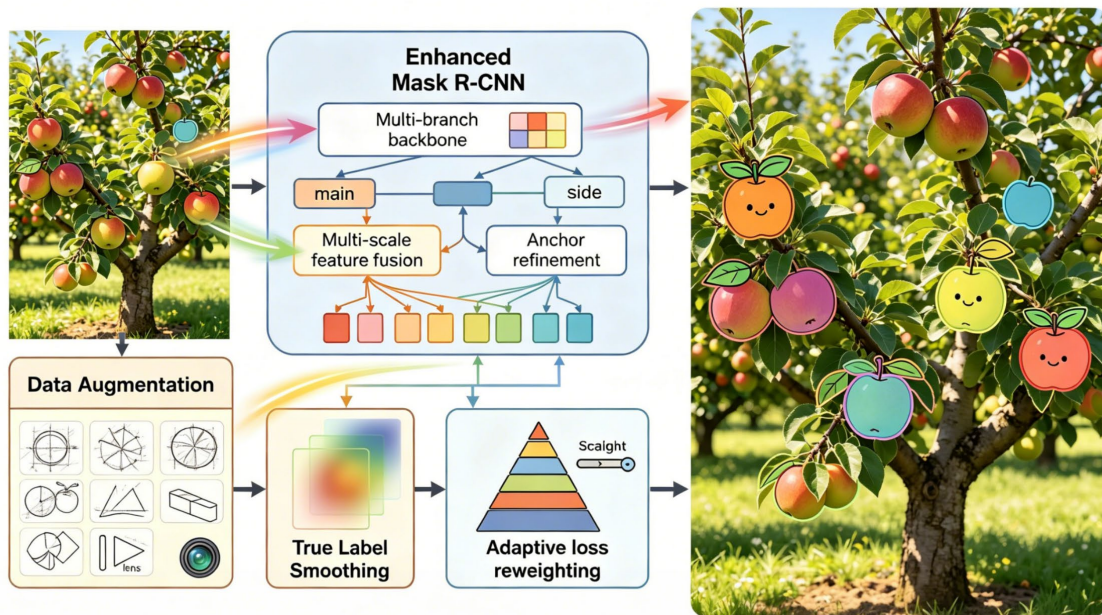 Enhanced
Mask R-CNN
Multi-branch
backbone
main
side
Multi-scale
feature fusion
Anchor
refinement
Data Augmentation
lens
True Label
Smoothing
Scalght
Adaptive loss
reweighting